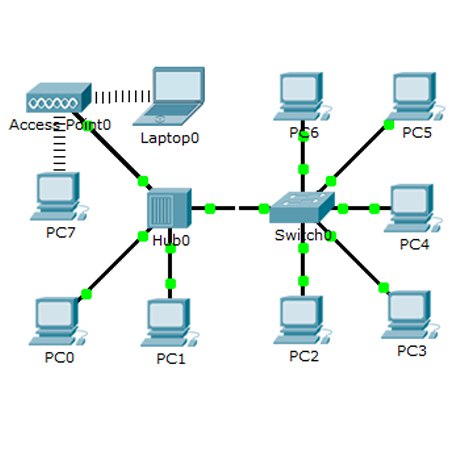 Access Point0
Laptop0
PC6
PC5
PC7
Hub0
Switch0
PC4
PC0
PC1
PC2
PC3